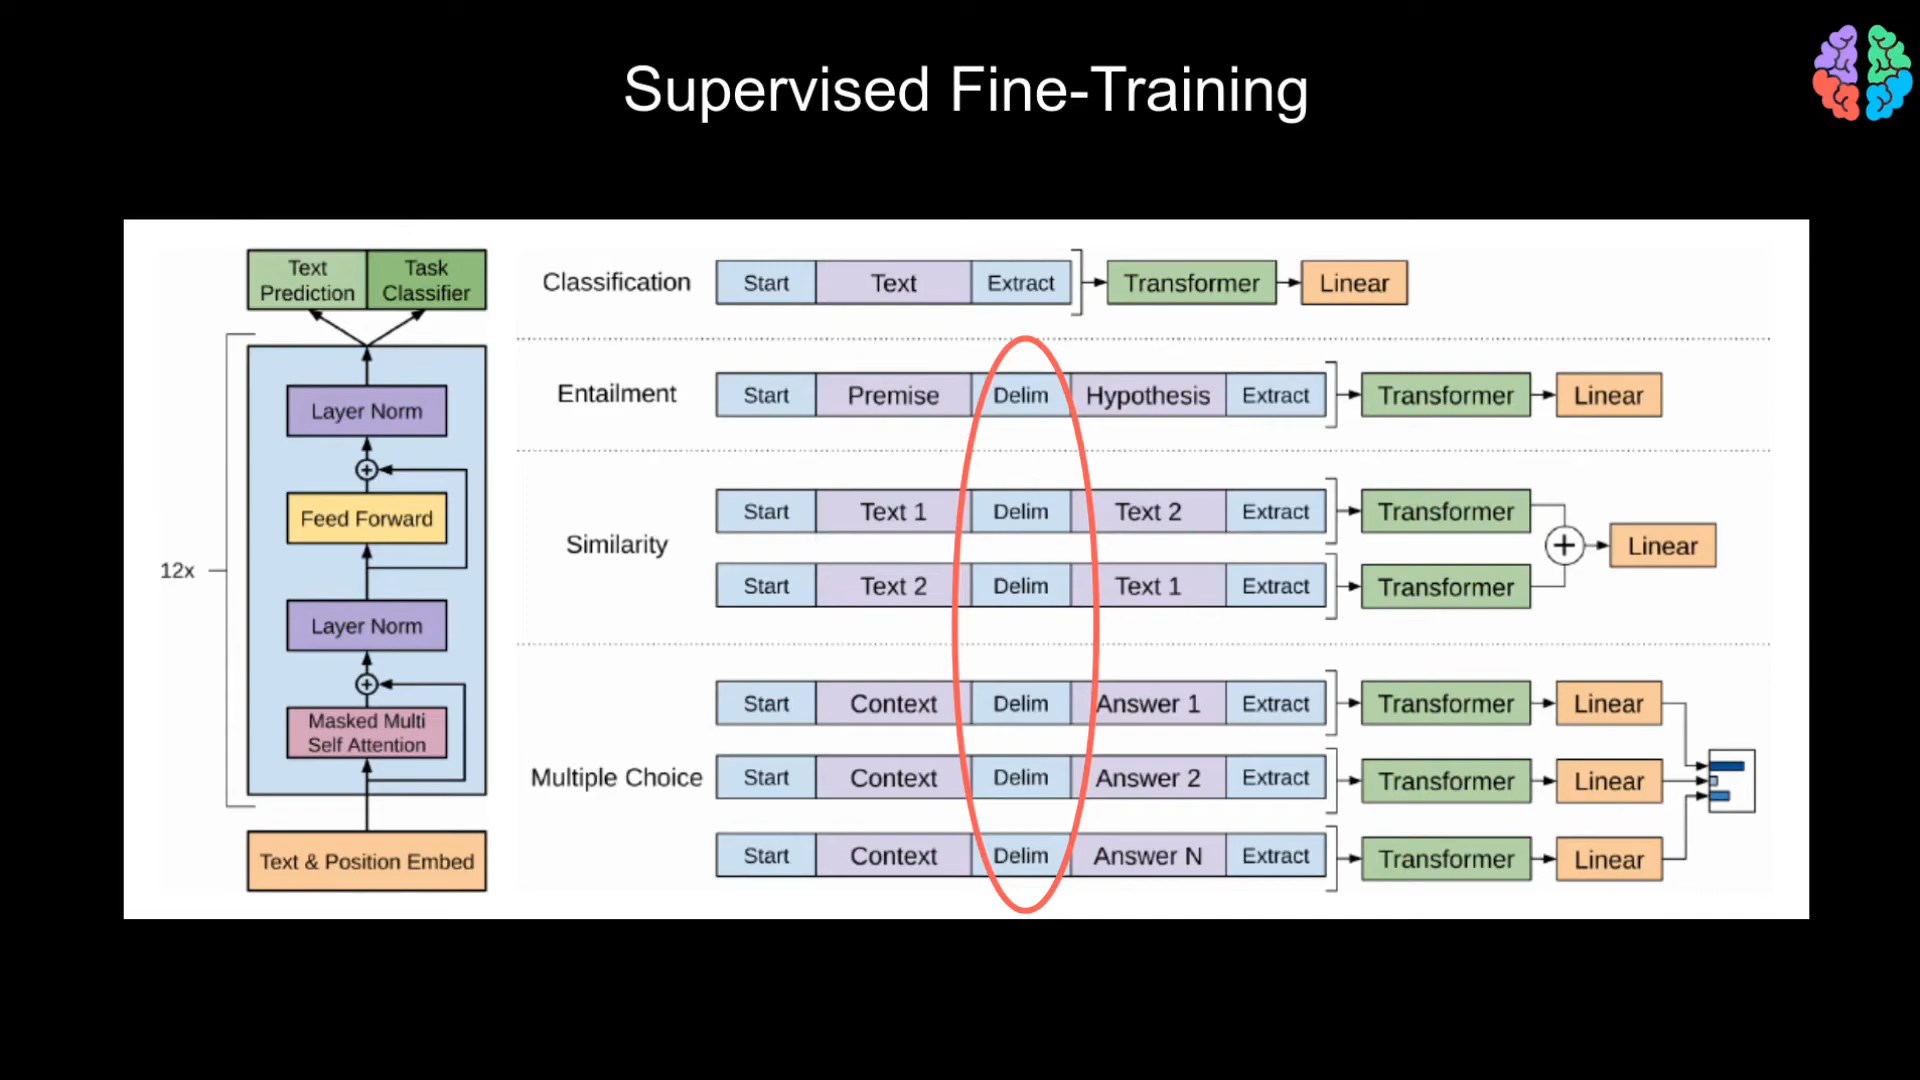 Supervised Fine-Training
Text
Prediction
Task
Classifier
Layer Norm
Feed Forward
12x
Layer Norm
Masked Multi
Self Attention
Text & Position Embed
Classification
Start
Text
Extract
Transformer
Linear
Entailment
Start
Premise
Delim
Hypothesis
Extract
Transformer
Linear
Similarity
Start
Text 1
Delim
Text 2
Extract
Transformer
Start
Text 2
Delim
Text 1
Extract
Transformer
Linear
Multiple Choice
Start
Context
Delim
Answer 1
Extract
Transformer
Linear
Start
Context
Delim
Answer 2
Extract
Transformer
Linear
Start
Context
Delim
Answer N
Extract
Transformer
Linear